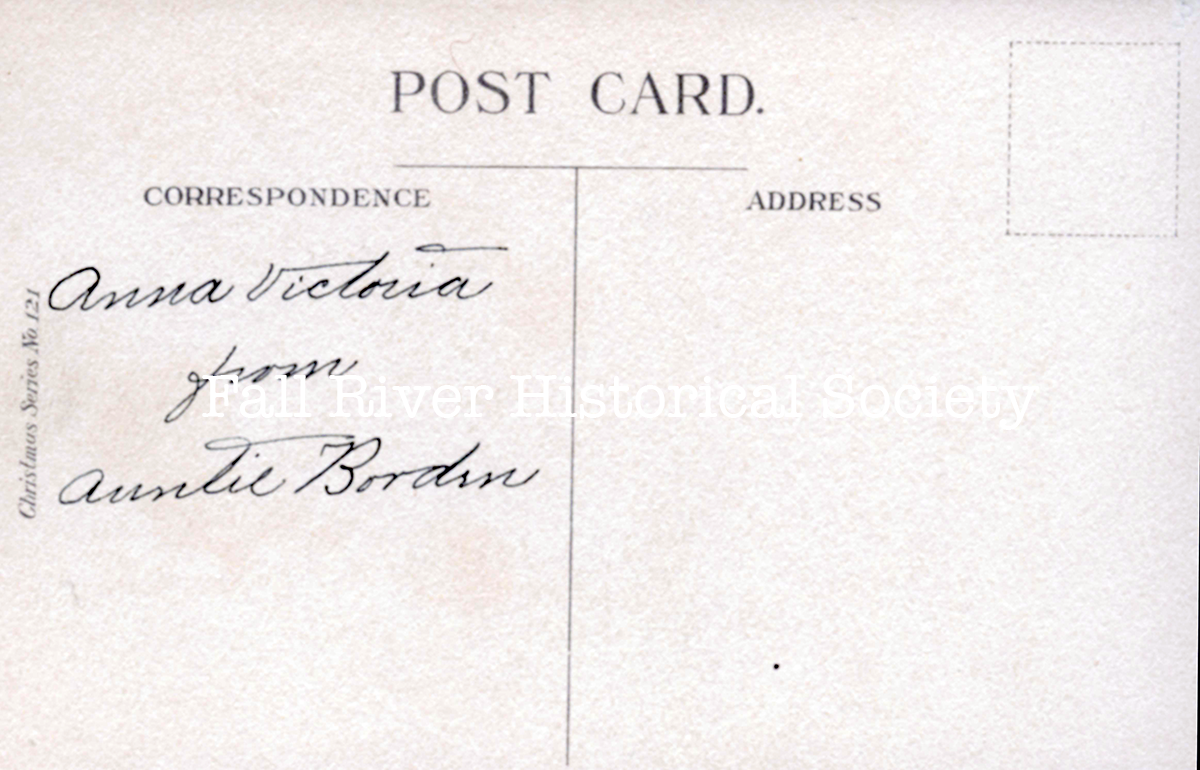 POST CARD.
CORRESPONDENCE
ADDRESS
Anna Victoria
from
Auntie Borden
Christmas Series No 121
Fall River Historical Society